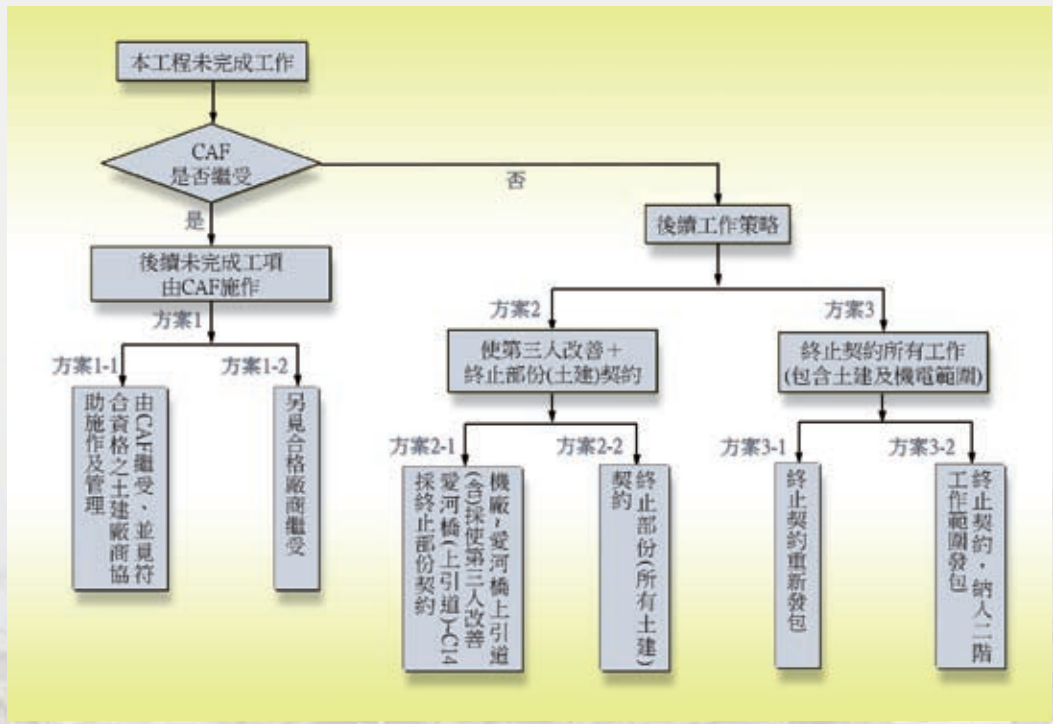 本工程未完成工作
CAF
是否繼受
否
是
後續工作策略
後續未完成工項
由CAF施作
方案1
方案2
方案3
使第三人改善＋
終止部份(土建)契約
終止契約所有工作
(包含土建及機電範圍)
方案1-1
方案1-2
方案2-1
方案2-2
方案3-1
方案3-2
由CAF繼受、並覓符
合資格之土建廠商協
助施作及管理
另覓合格廠商繼受
機廠~愛河橋上引道
(含)採使第三人改善
愛河橋(上引道)~C14
採終止部份契約
終止部份(所有土建)
契約
終止契約重新發包
終止契約，納入二階
工作範圍發包